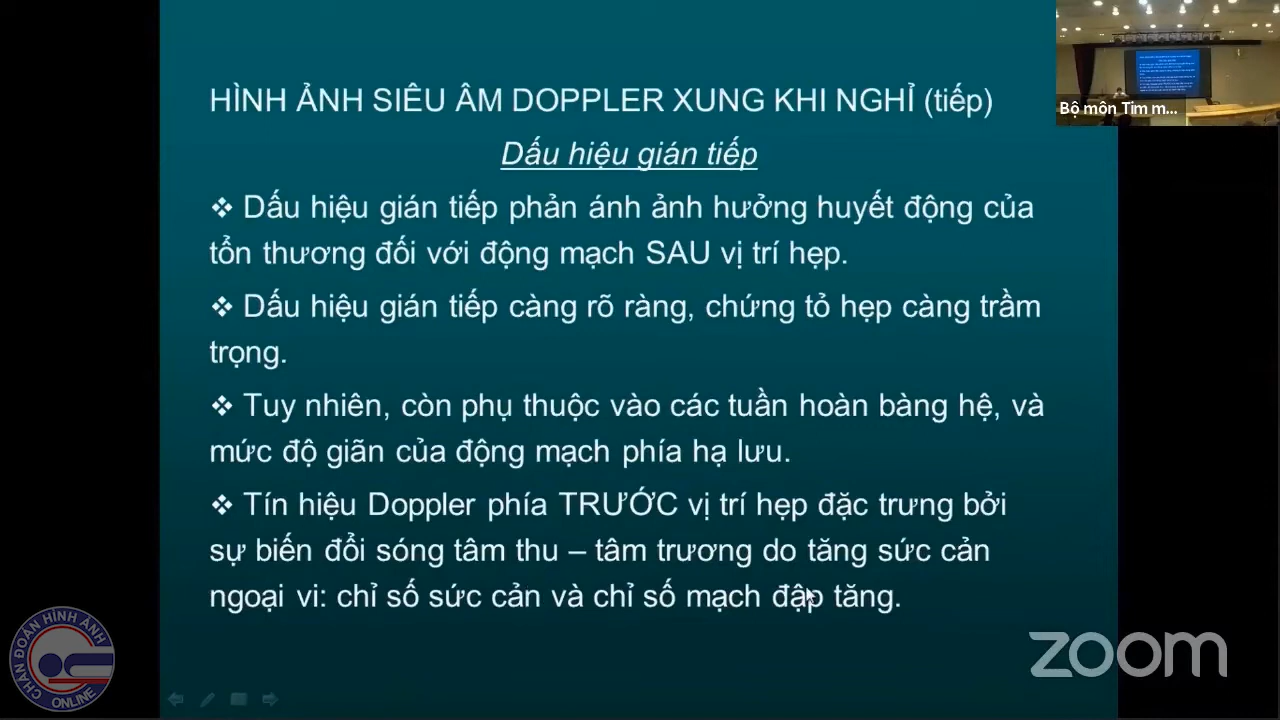 HÌNH ẢNH SIÊU ÂM DOPPLER XUNG KHI NGHỈ (tiếp)
Dấu hiệu gián tiếp
❖ Dấu hiệu gián tiếp phản ánh ảnh hưởng huyết động của
tổn thương đối với động mạch SAU vị trí hẹp.
❖ Dấu hiệu gián tiếp càng rõ ràng, chứng tỏ hẹp càng trầm
trọng.
❖ Tuy nhiên, còn phụ thuộc vào các tuần hoàn bàng hệ, và
mức độ giãn của động mạch phía hạ lưu.
❖ Tín hiệu Doppler phía TRƯỚC vị trí hẹp đặc trưng bởi
sự biến đổi sóng tâm thu – tâm trương do tăng sức cản
ngoại vi: chỉ số sức cản và chỉ số mạch đập tăng.
Bộ môn Tim m...
CHẨN ĐOÁN HÌNH ẢNH
ONLINE
zoom